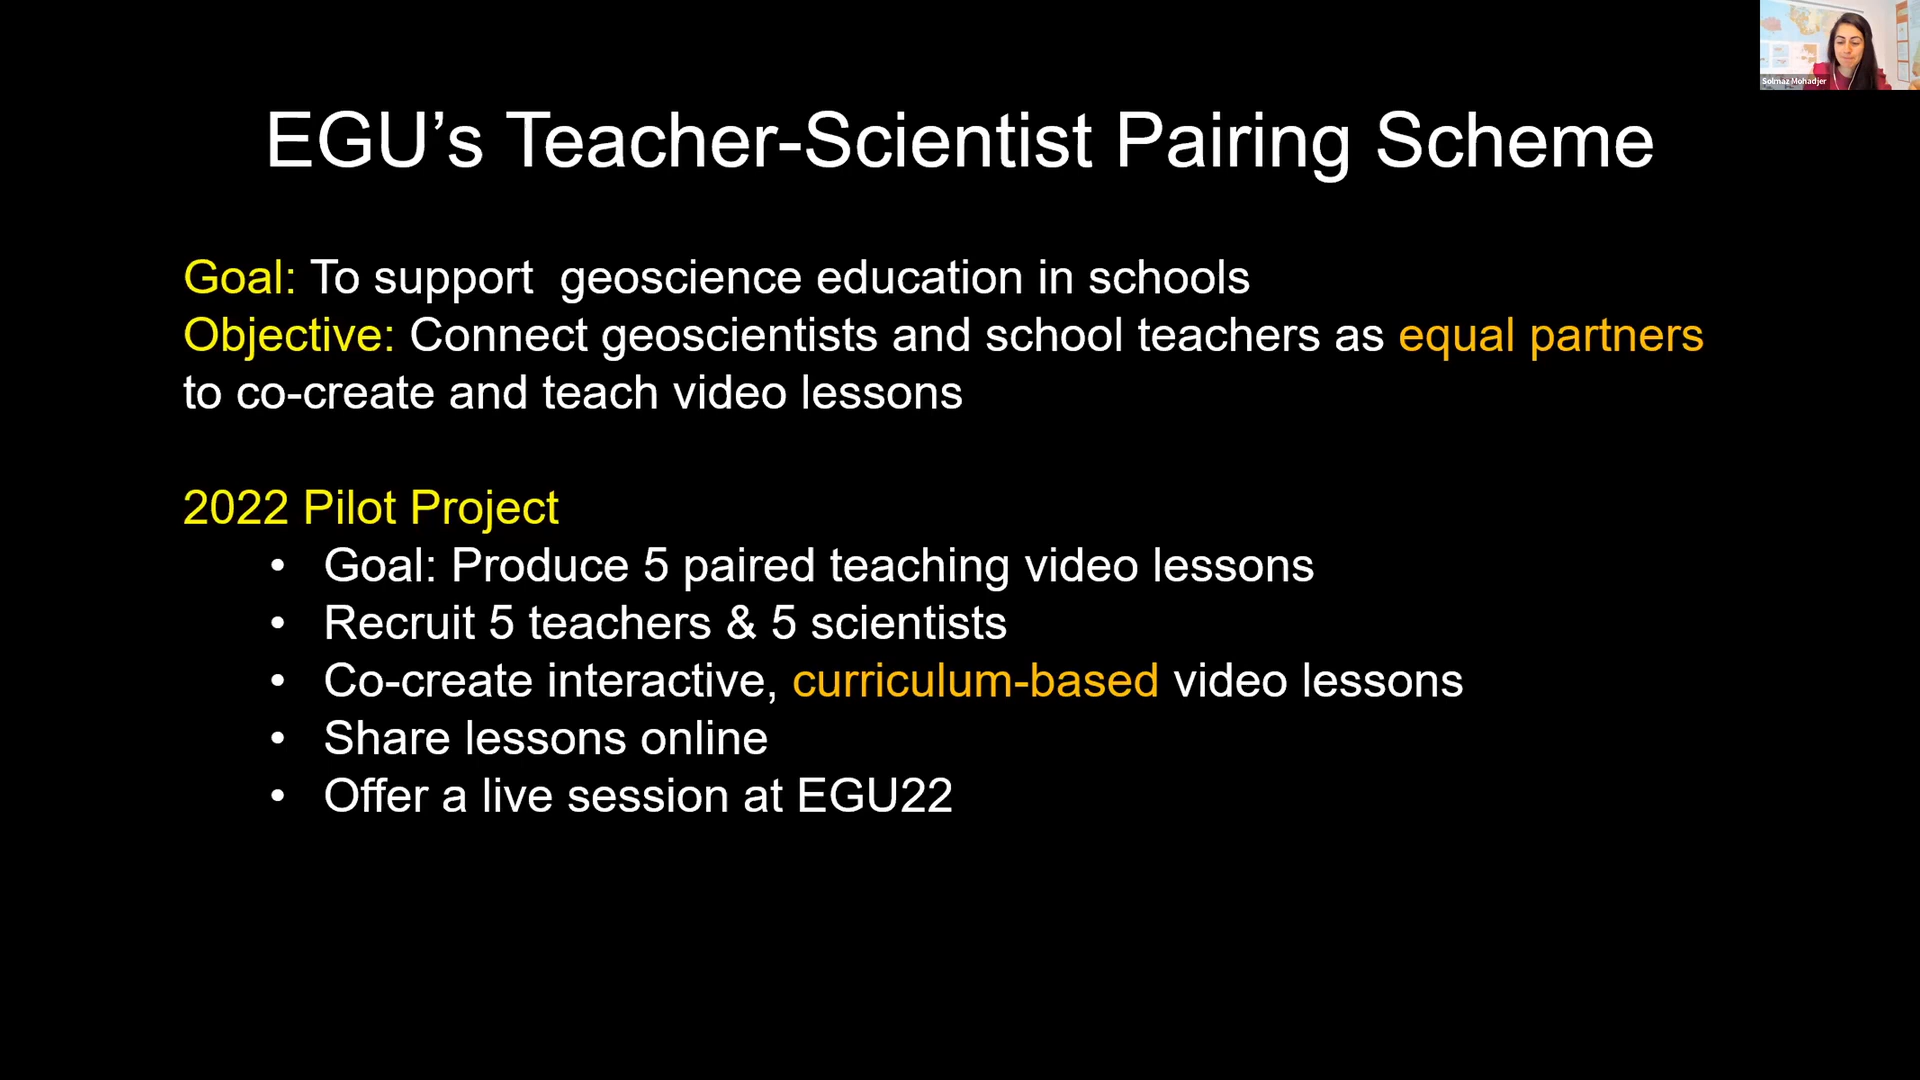 Solmaz Mohadjer
EGU’s Teacher-Scientist Pairing Scheme
Goal: To support  geoscience education in schools
Objective: Connect geoscientists and school teachers as equal partners
to co-create and teach video lessons
2022 Pilot Project
• Goal: Produce 5 paired teaching video lessons
• Recruit 5 teachers & 5 scientists
• Co-create interactive, curriculum-based video lessons
• Share lessons online
• Offer a live session at EGU22